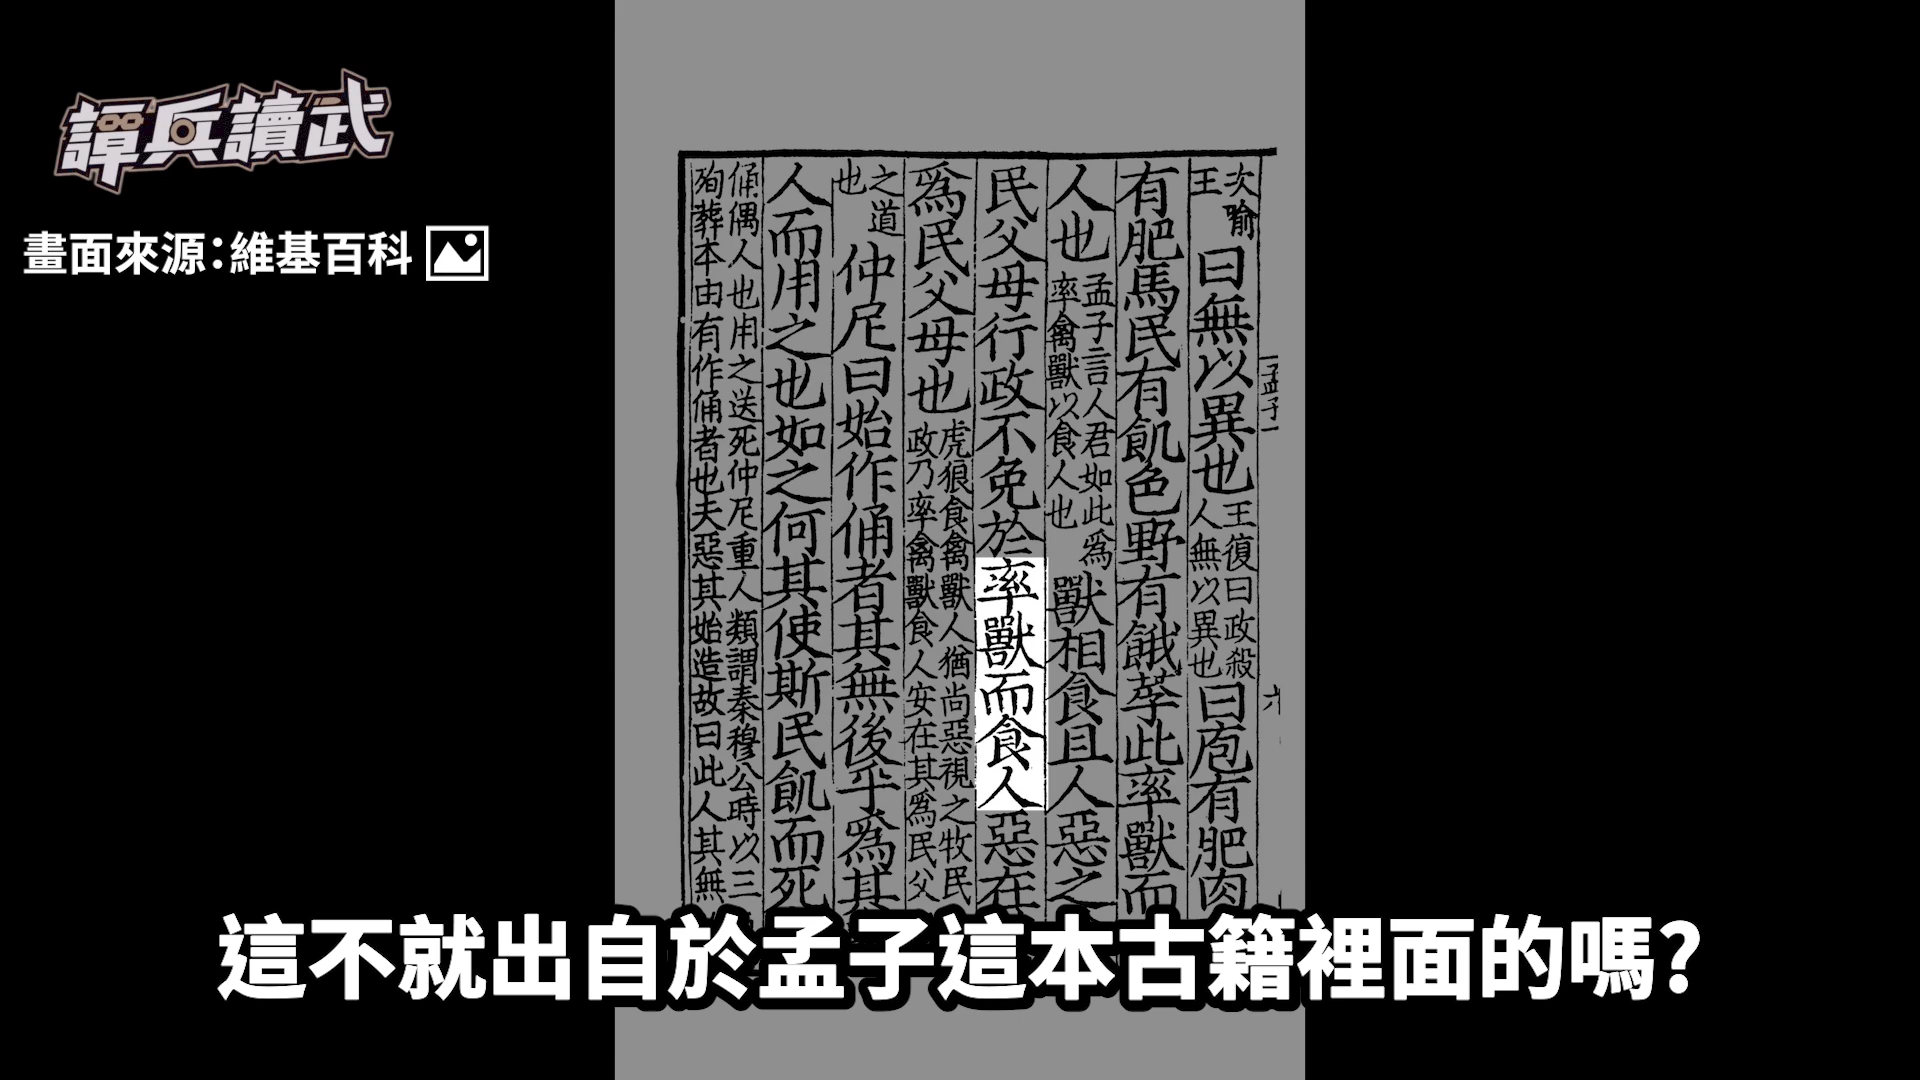 譚兵讀武
畫面來源：維基百科
次喻
王
曰無以異也
王復曰政殺
人無以異也
曰庖有肥肉
有肥馬民有飢色野有餓莩此率獸而
人也
孟子言人君如此爲
率禽獸以食人也
獸相食且人惡之
民父母行政不免於率獸而食人惡在
爲民父母也
虎狼食禽獸人猶尚惡視之牧民
政乃率禽獸食人安在其爲民父
之道
也
仲尼曰始作俑者其無後乎爲其
人而用之也如之何其使斯民飢而死
俑偶人也用之送死仲尼重人類謂秦穆公時以三
殉葬本由有作俑者也夫惡其始造故曰此人其無
這不就出自於孟子這本古籍裡面的嗎?